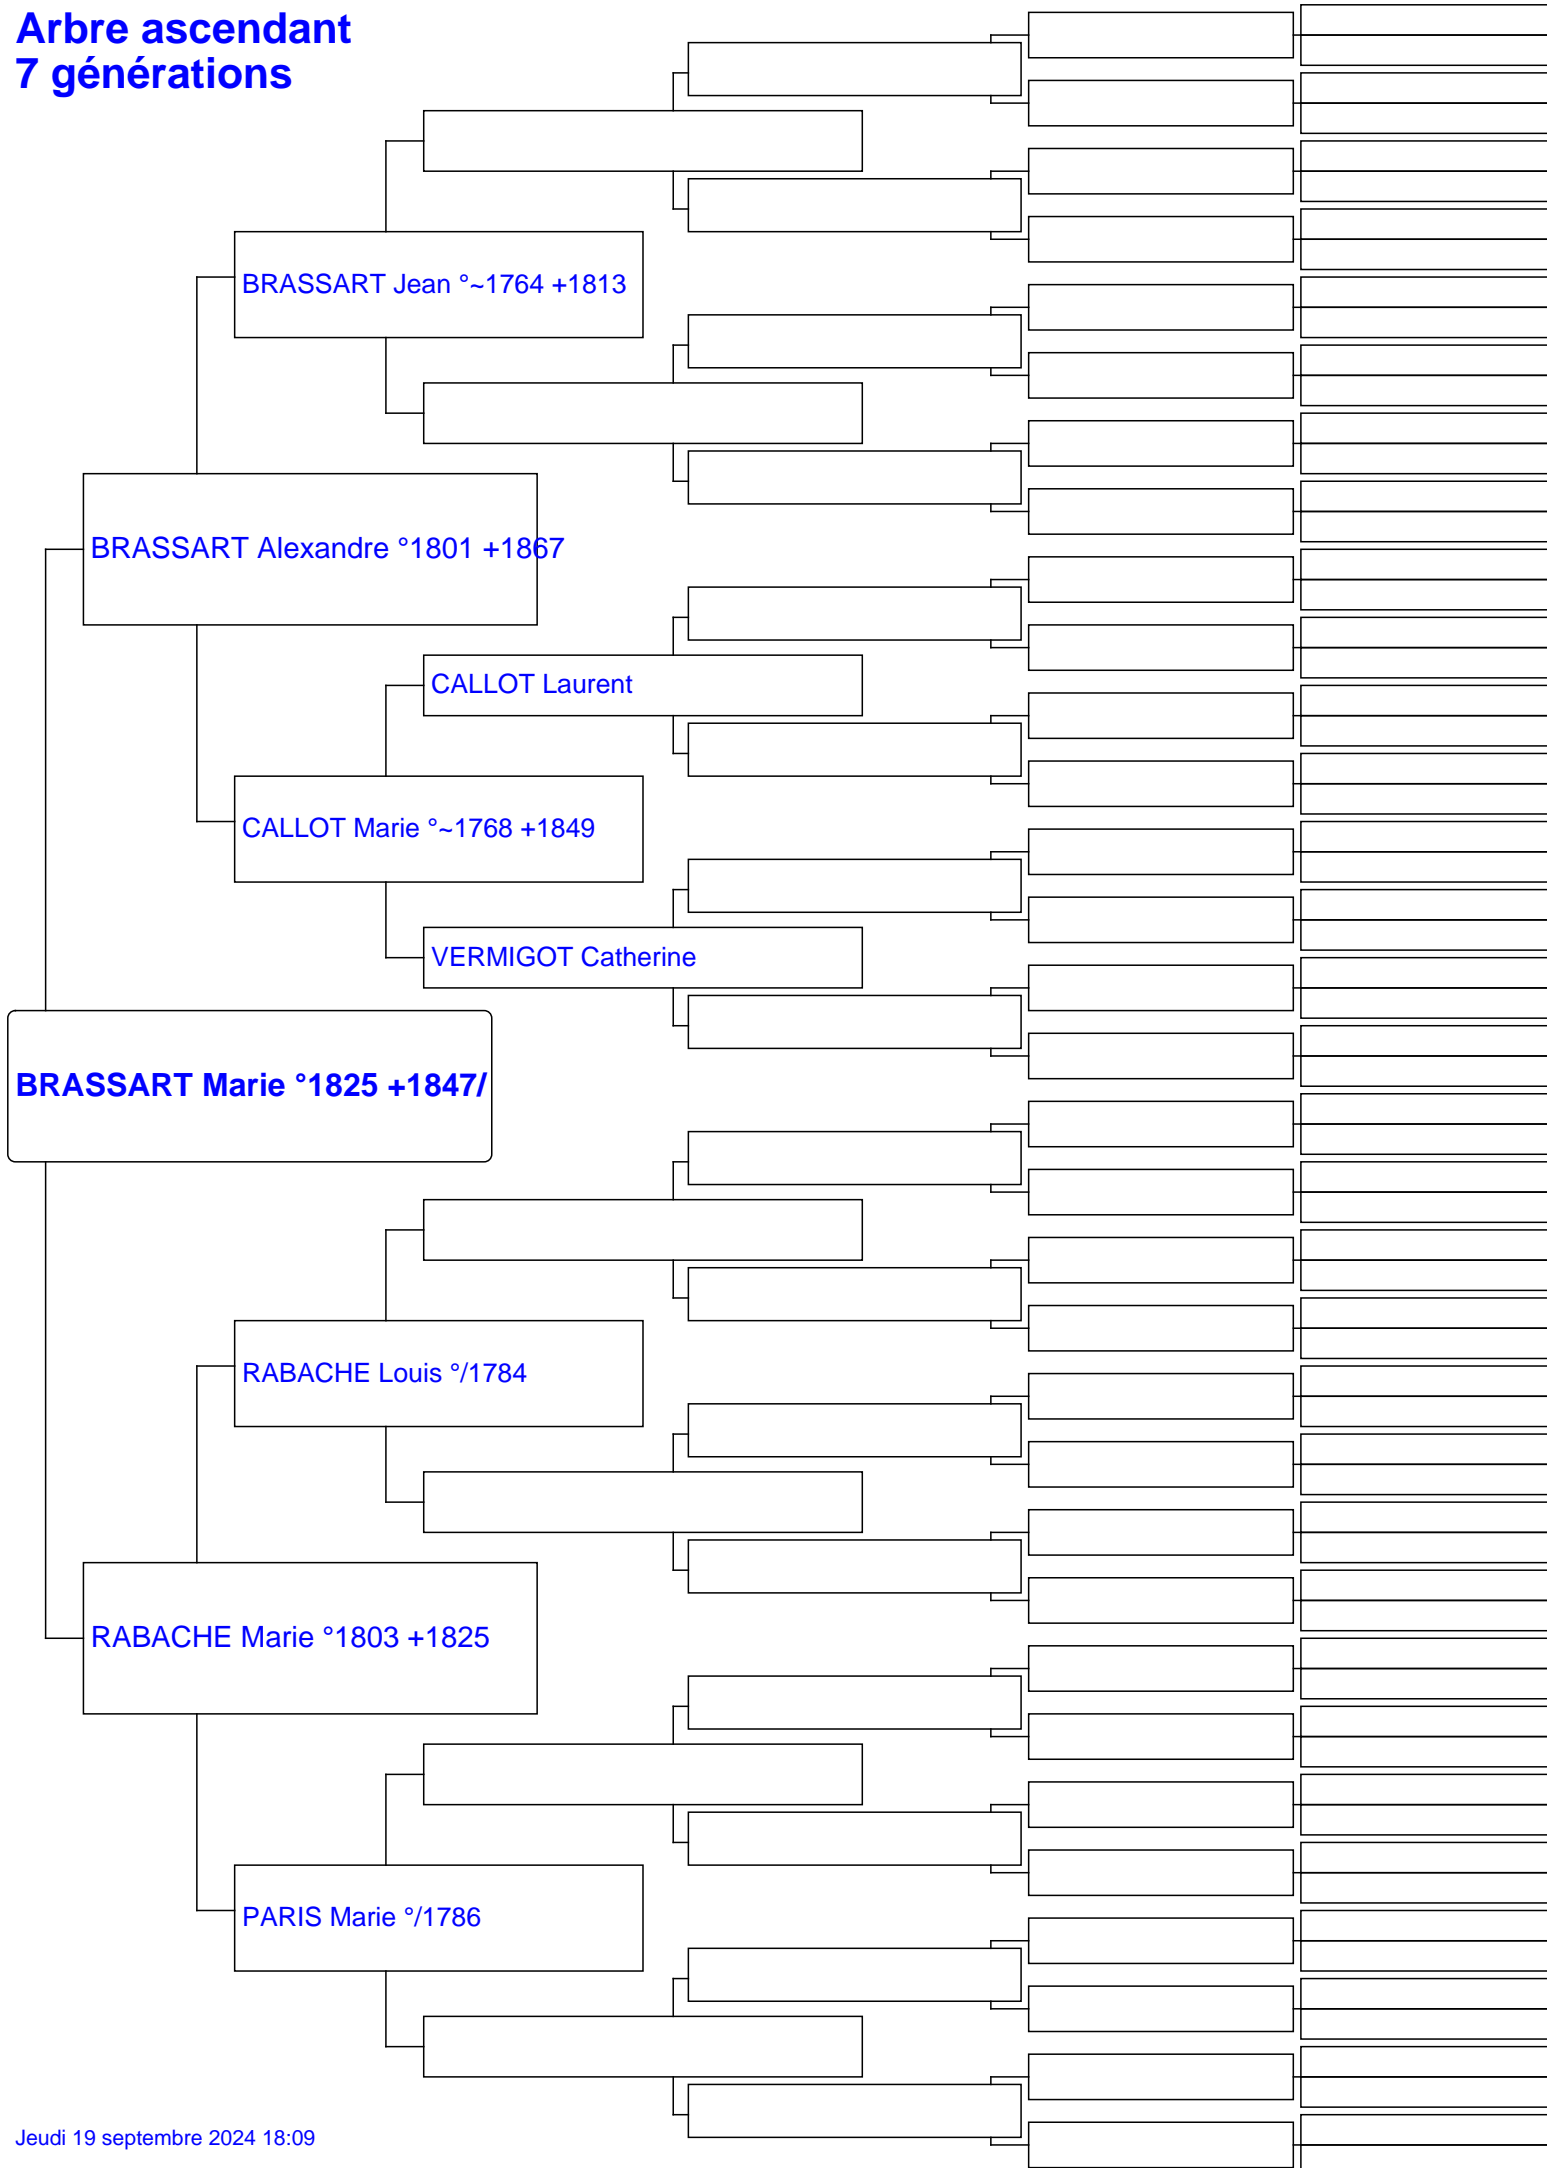 Arbre ascendant
7 générations
BRASSART Jean °~1764 +1813
BRASSART Alexandre °1801 +1867
CALLOT Laurent
CALLOT Marie °~1768 +1849
VERMIGOT Catherine
BRASSART Marie °1825 +1847/
RABACHE Louis °/1784
RABACHE Marie °1803 +1825
PARIS Marie °/1786
Jeudi 19 septembre 2024 18:09